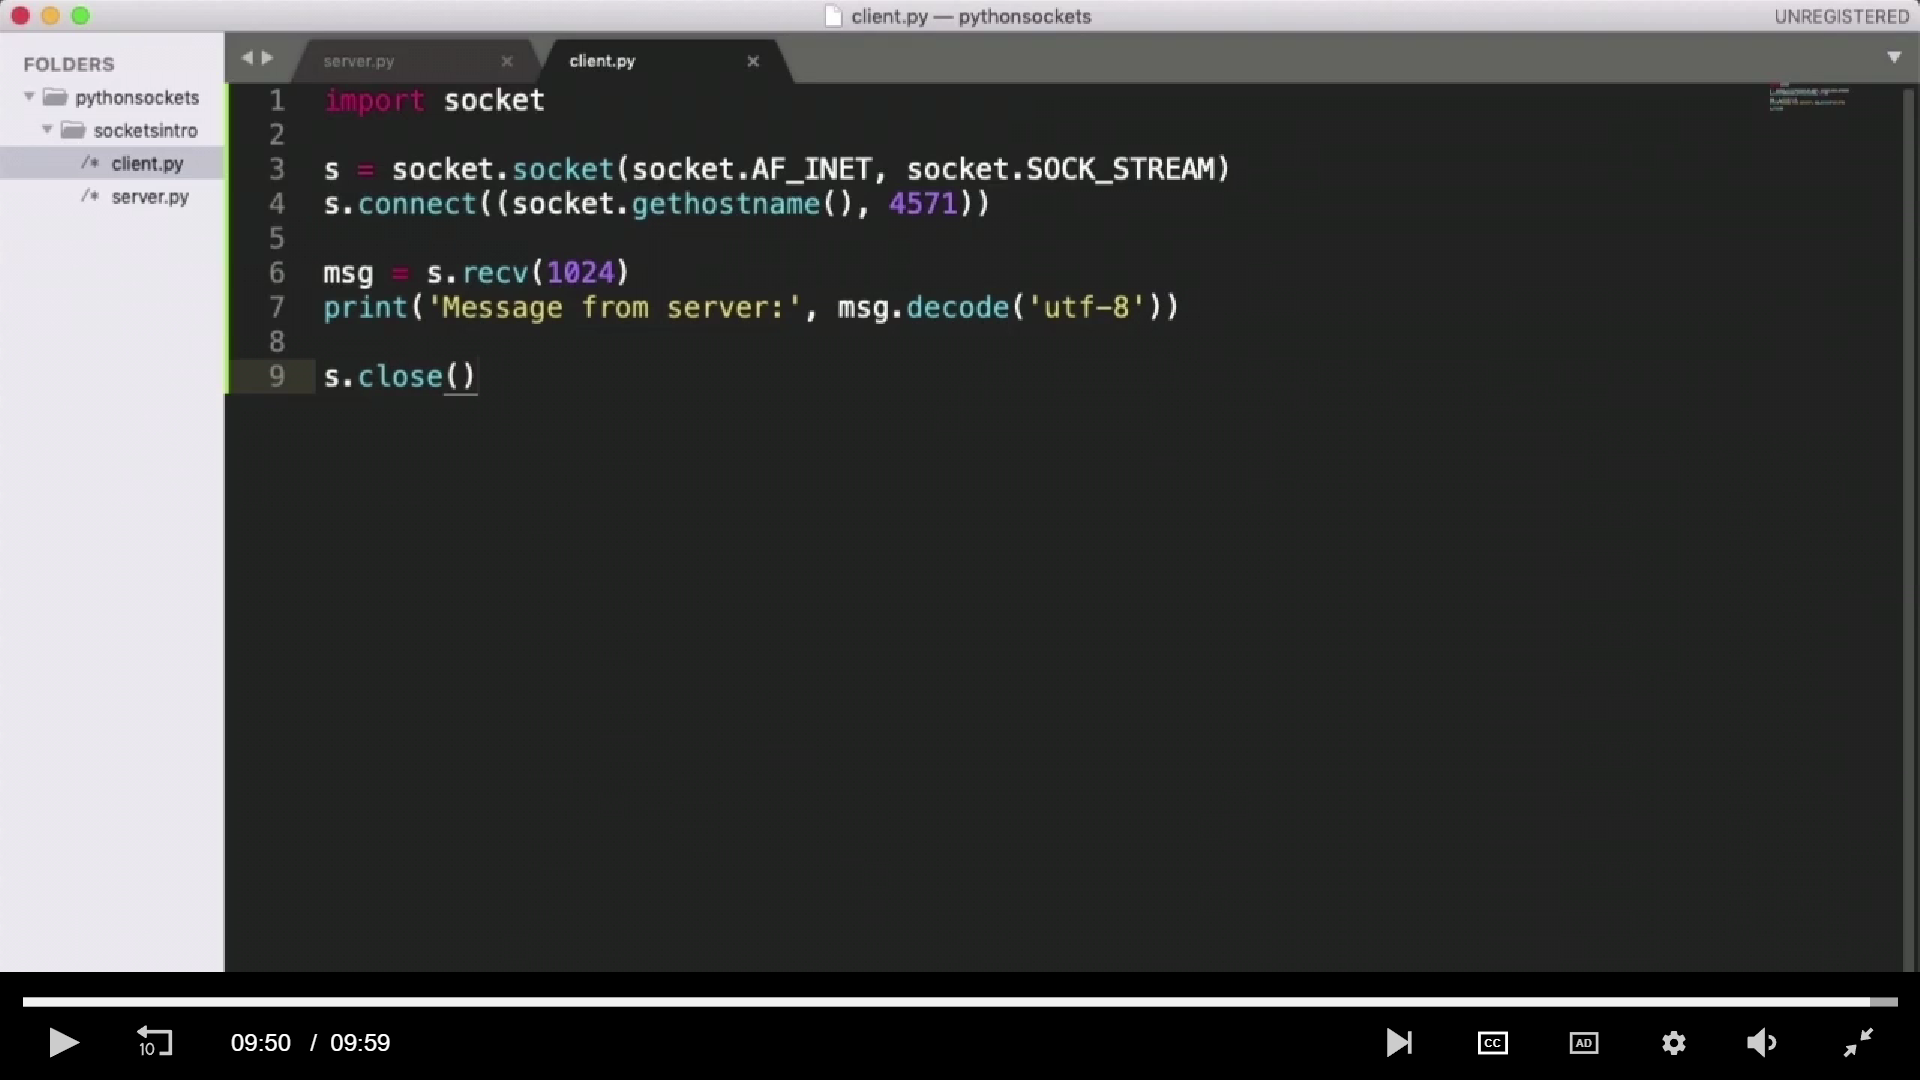 client.py — pythonsockets
UNREGISTERED
FOLDERS
pythonsockets
socketsintro
/* client.py
/* server.py
server.py ×
client.py ×
1 import socket
2
3 s = socket.socket(socket.AF_INET, socket.SOCK_STREAM)
4 s.connect((socket.gethostname(), 4571))
5
6 msg = s.recv(1024)
7 print('Message from server:', msg.decode('utf-8'))
8
9 s.close()
10
09:50 / 09:59
CC
AD